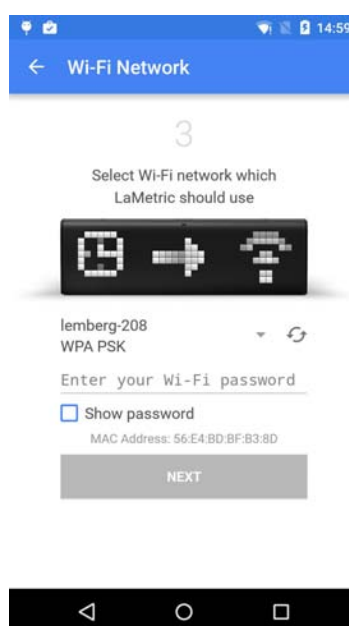 14:59
Wi-Fi Network
3
Select Wi-Fi network which
LaMetric should use
lemberg-208
WPA PSK
Enter your Wi-Fi password
Show password
MAC Address: 56:E4:BD:BF:B3:8D
NEXT